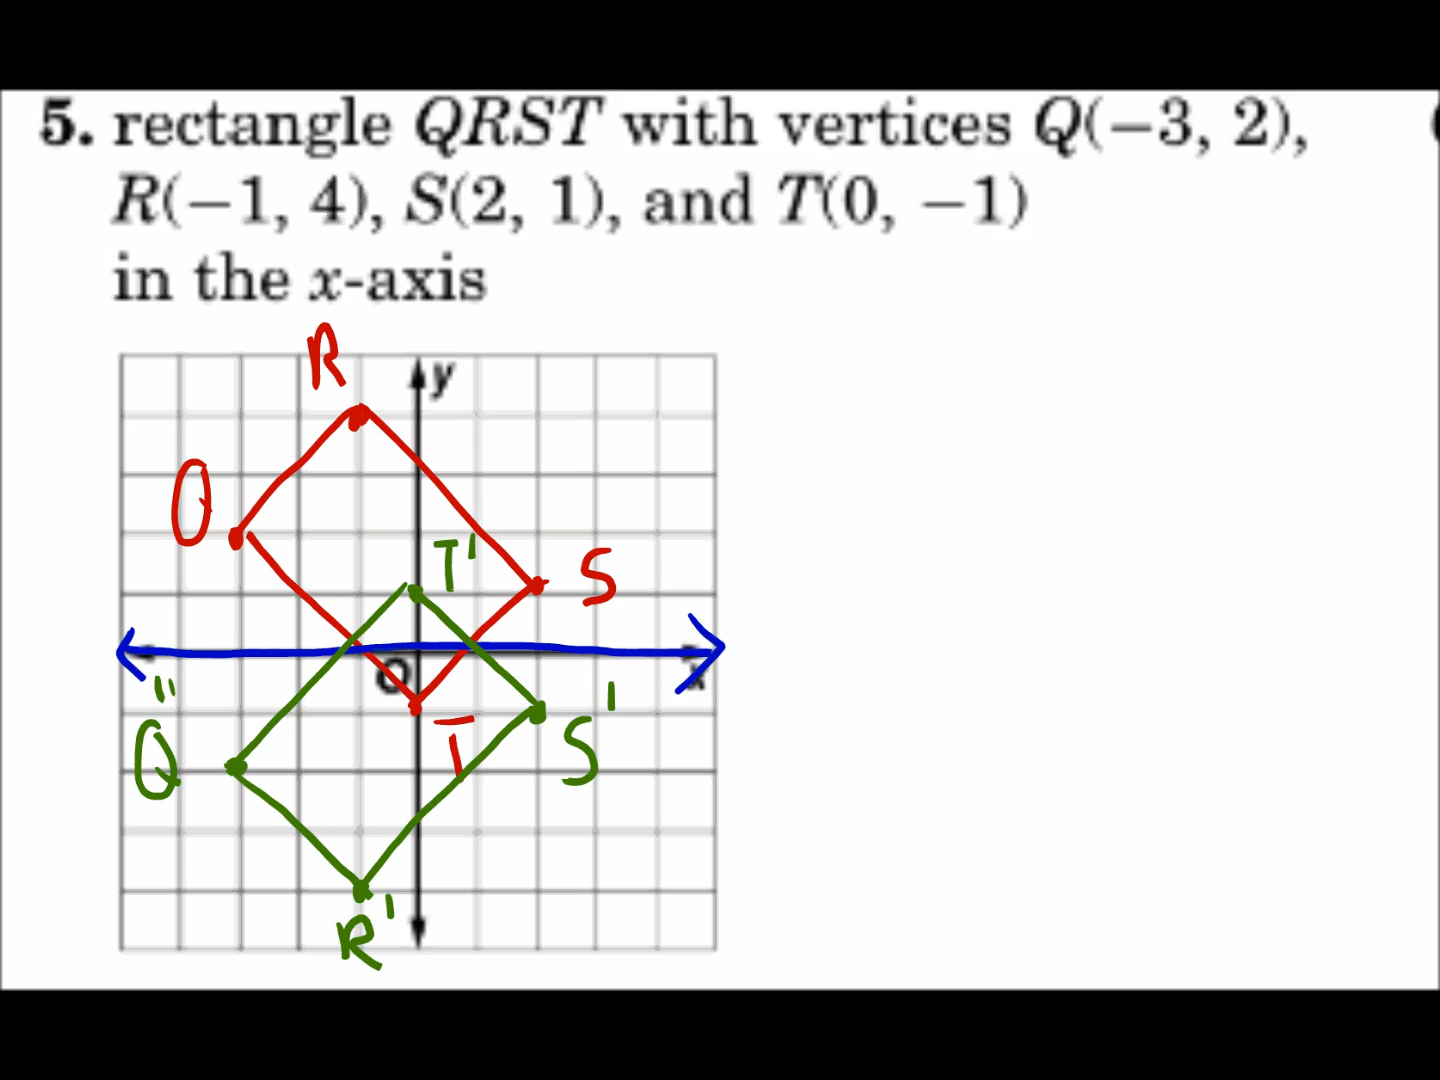 5. rectangle QRST with vertices Q(−3, 2),
R(−1, 4), S(2, 1), and T(0, −1)
in the x-axis
R
y
Q
T'
S
O
x
Q"
T
S'
R'